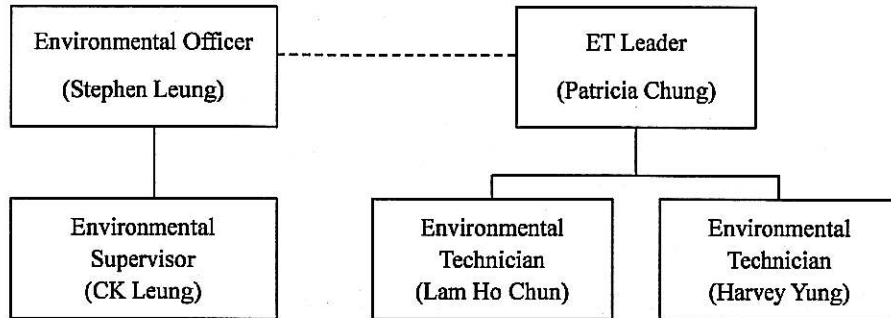 Environmental Officer
(Stephen Leung)
ET Leader
(Patricia Chung)
Environmental
Supervisor
(CK Leung)
Environmental
Technician
(Lam Ho Chun)
Environmental
Technician
(Harvey Yung)